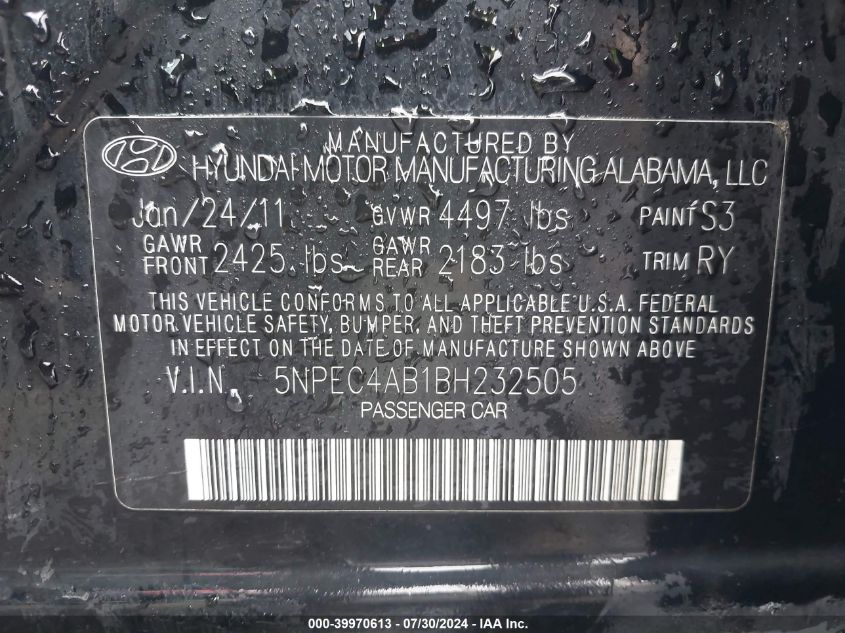 MANUFACTURED BY
HYUNDAI MOTOR MANUFACTURING ALABAMA, LLC
Jan/24/11 GVWR 4497 lbs PAINT S3
GAWR FRONT 2425 lbs GAWR REAR 2183 lbs TRIM RY
THIS VEHICLE CONFORMS TO ALL APPLICABLE U.S.A. FEDERAL
MOTOR VEHICLE SAFETY, BUMPER, AND THEFT PREVENTION STANDARDS
IN EFFECT ON THE DATE OF MANUFACTURE SHOWN ABOVE
V.I.N. 5NPEC4AB1BH232505
PASSENGER CAR
000-39970613 - 07/30/2024 - IAA Inc.